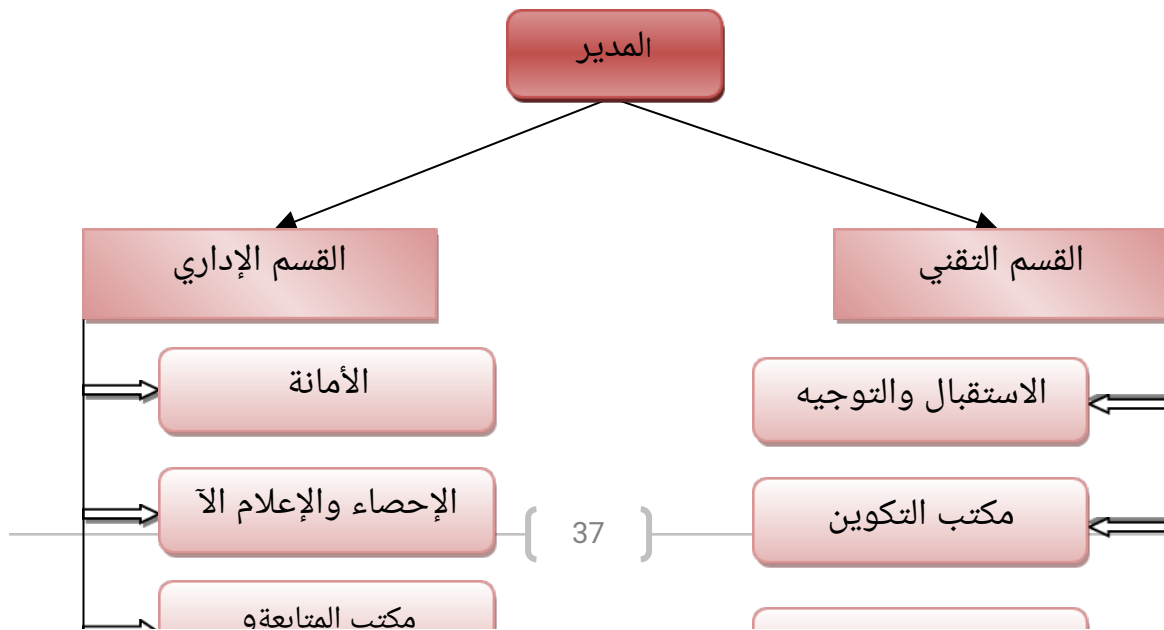 المدير
القسم التقني
القسم الإداري
الاستقبال والتوجيه
الأمانة
مكتب التكوين
الإحصاء والإعلام الآ
37
مكتب المتابعةو